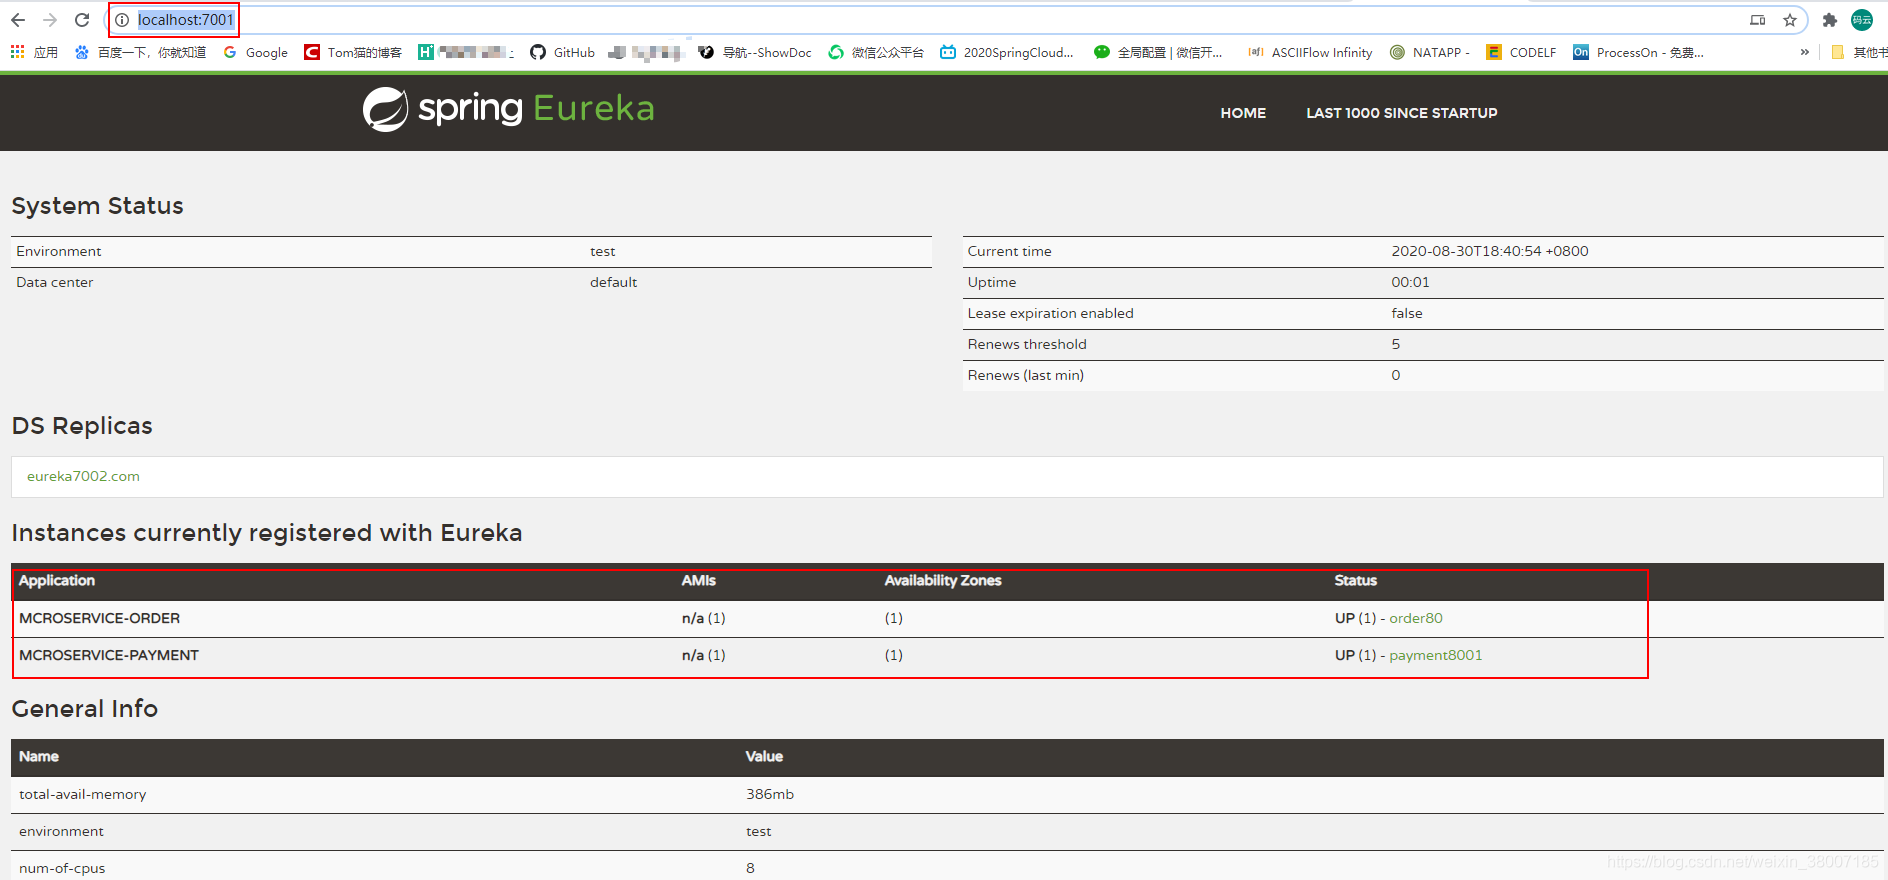 localhost:7001
码云
应用 百度一下，你就知道 Google Tom猫的博客 GitHub 导航--ShowDoc 微信公众平台 2020SpringCloud... 全局配置 | 微信开... [af] ASCIIFlow Infinity NATAPP - CODELF On ProcessOn - 免费... » 其他书
spring Eureka HOME LAST 1000 SINCE STARTUP
System Status
Environment test Current time 2020-08-30T18:40:54 +0800
Data center default Uptime 00:01
Lease expiration enabled false
Renews threshold 5
Renews (last min) 0
DS Replicas
eureka7002.com
Instances currently registered with Eureka
Application AMIs Availability Zones Status
MCROSERVICE-ORDER n/a (1) (1) UP (1) - order80
MCROSERVICE-PAYMENT n/a (1) (1) UP (1) - payment8001
General Info
Name Value
total-avail-memory 386mb
environment test
num-of-cpus 8
https://blog.csdn.net/weixin_38007185